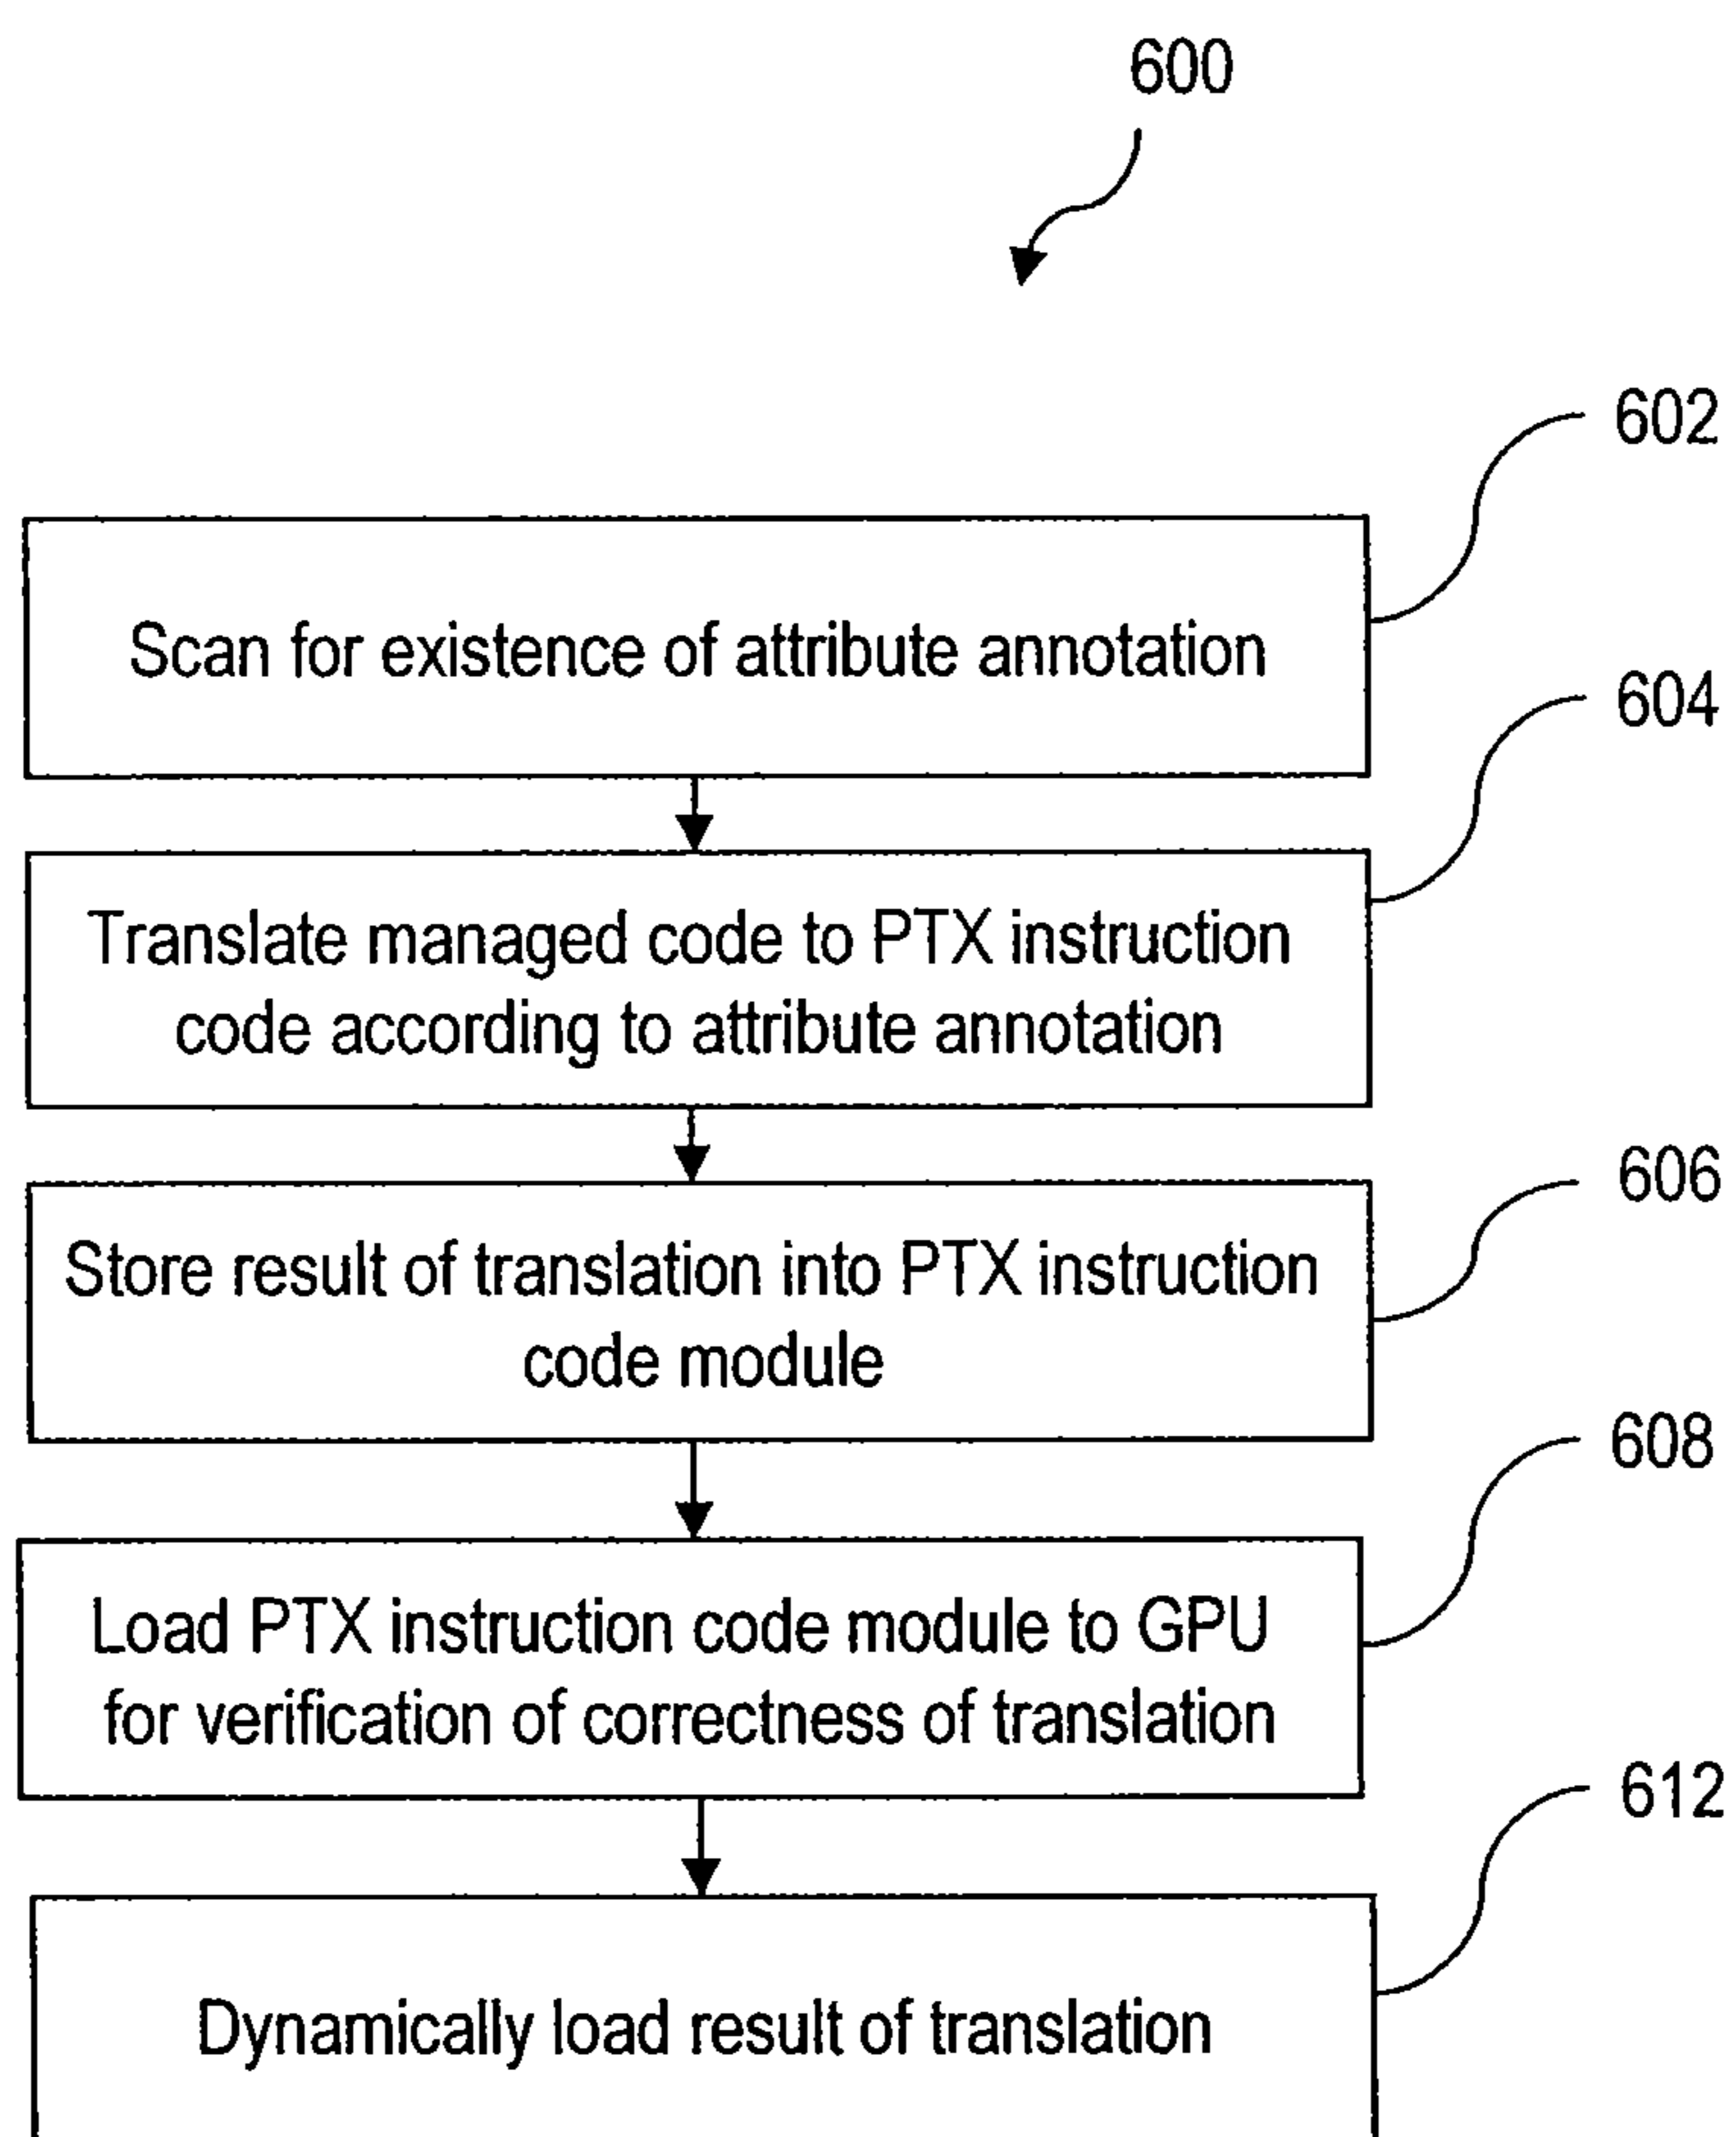 600
602
Scan for existence of attribute annotation
604
Translate managed code to PTX instruction
code according to attribute annotation
606
Store result of translation into PTX instruction
code module
608
Load PTX instruction code module to GPU
for verification of correctness of translation
612
Dynamically load result of translation